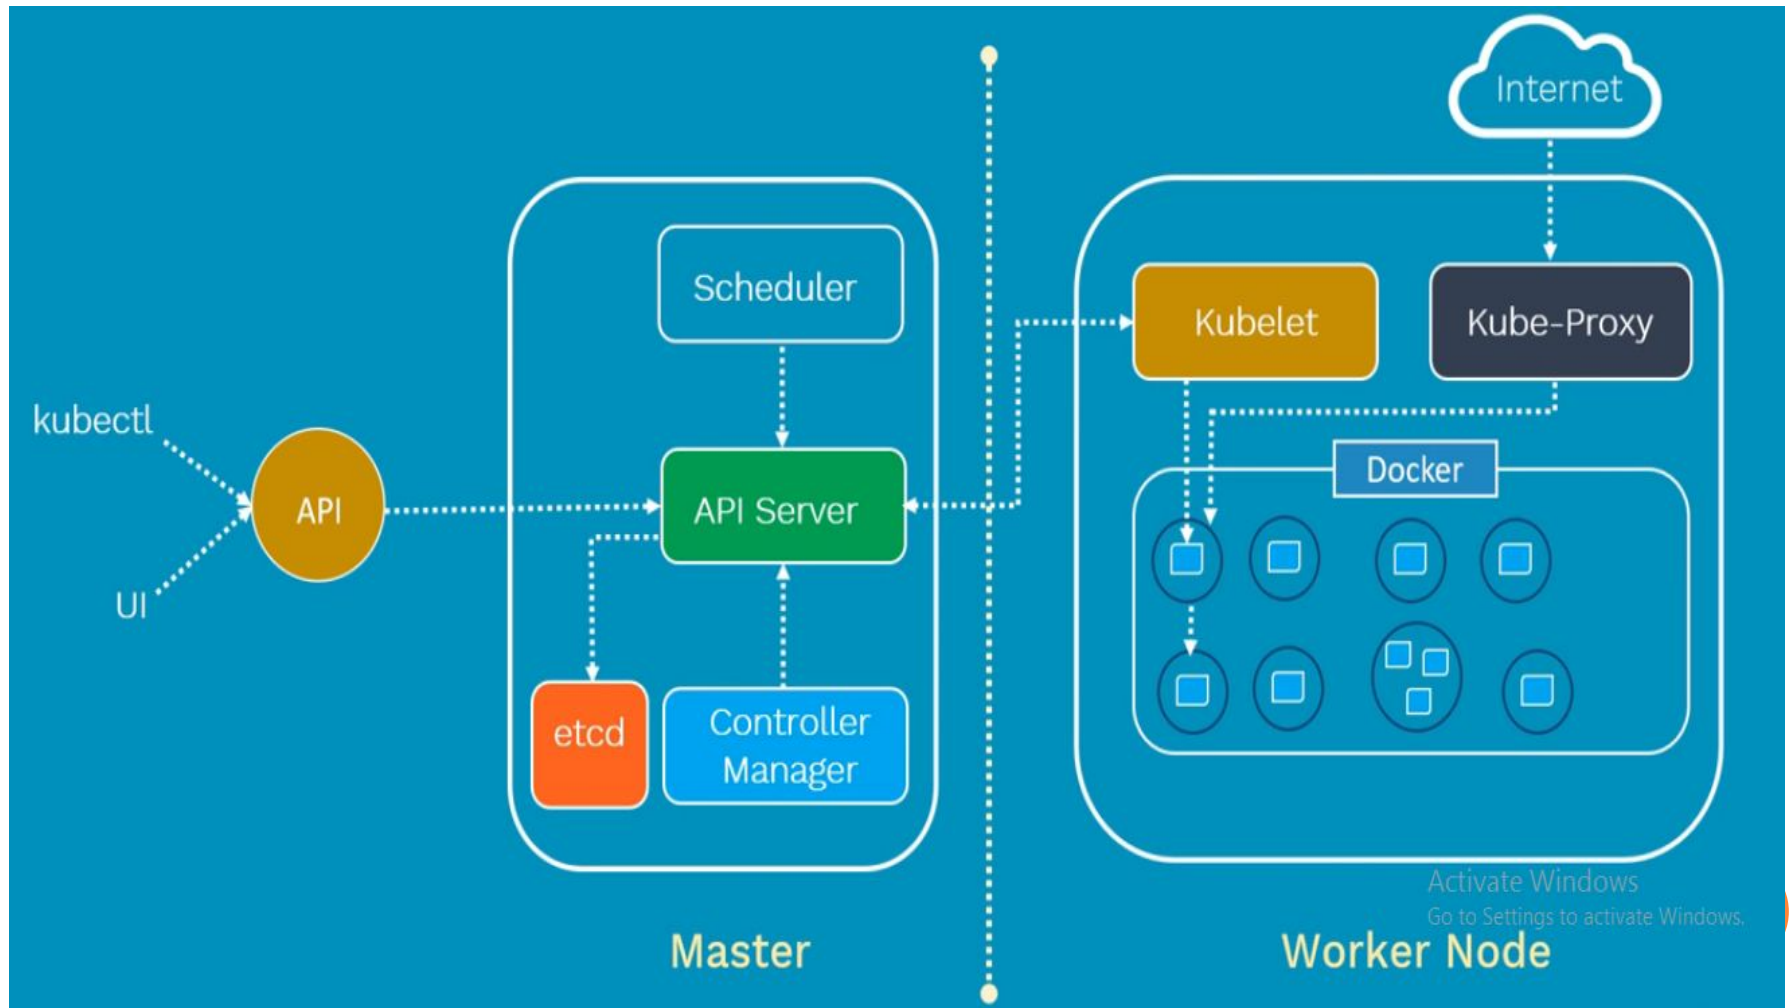 Internet
Scheduler
Kubelet
Kube-Proxy
kubectl
API
API Server
Docker
UI
etcd
Controller
Manager
Activate Windows
Go to Settings to activate Windows.
Master
Worker Node